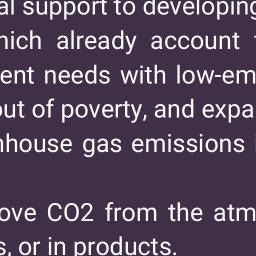 al support to developing
hich already account
ent needs with low-em
out of poverty, and expa
nhouse gas emissions
ove CO2 from the atm
s, or in products.